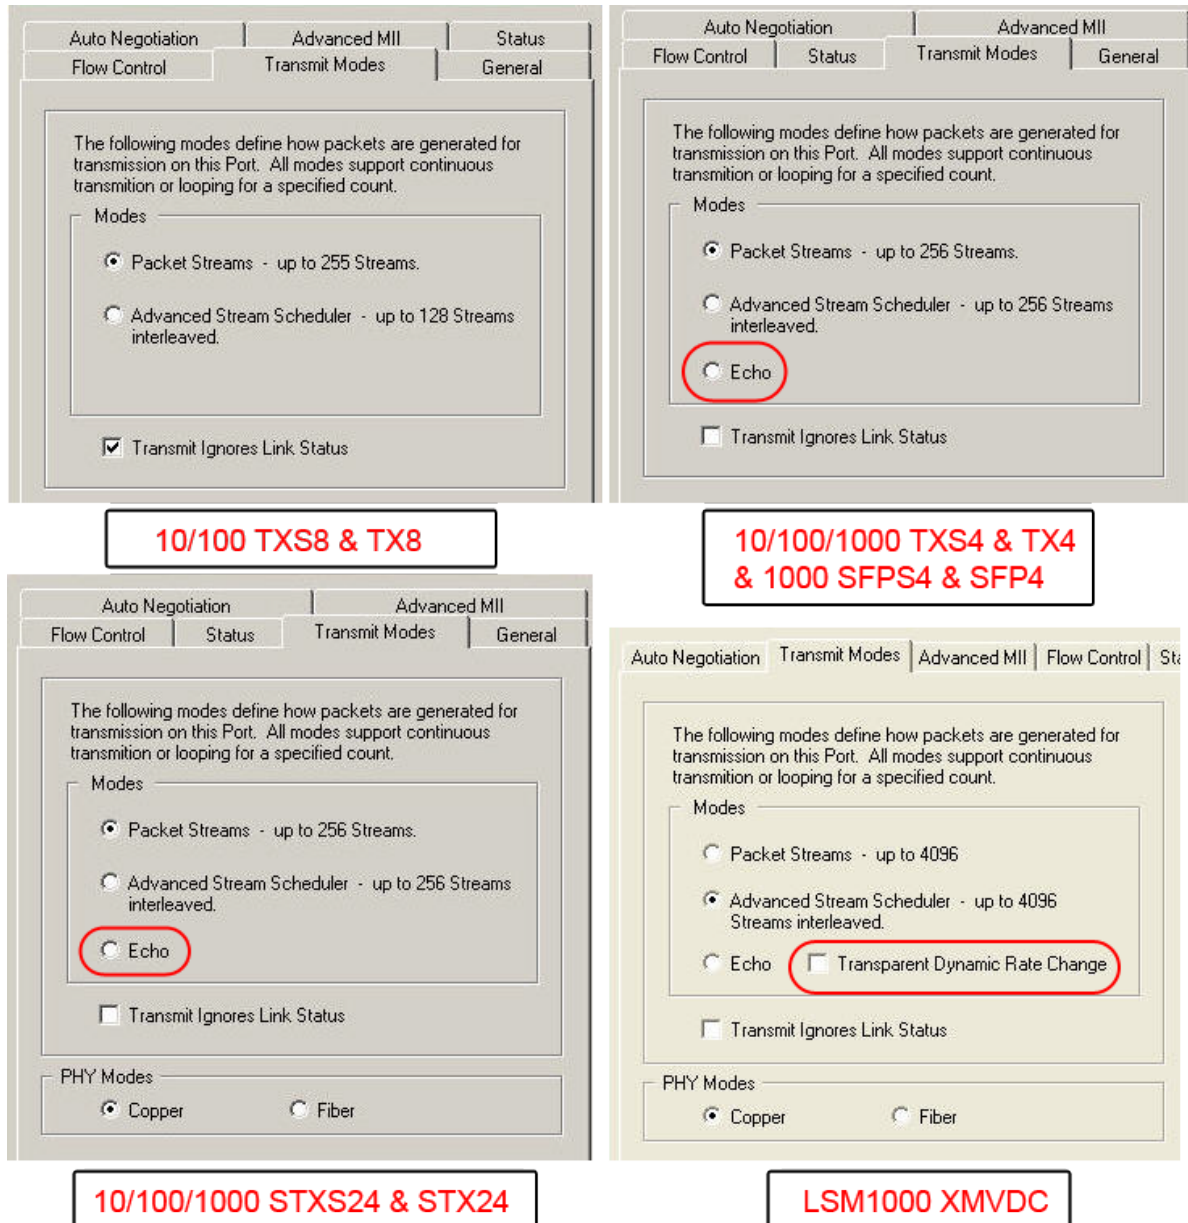 Auto Negotiation
Advanced MII
Status
Flow Control
Transmit Modes
General
The following modes define how packets are generated for
transmission on this Port. All modes support continuous
transmition or looping for a specified count.
Modes
Packet Streams - up to 255 Streams.
Advanced Stream Scheduler - up to 128 Streams
interleaved.
Transmit Ignores Link Status
10/100 TXS8 & TX8
Auto Negotiation
Advanced MII
Flow Control
Status
Transmit Modes
General
The following modes define how packets are generated for
transmission on this Port. All modes support continuous
transmition or looping for a specified count.
Modes
Packet Streams - up to 256 Streams.
Advanced Stream Scheduler - up to 256 Streams
interleaved.
Echo
Transmit Ignores Link Status
10/100/1000 TXS4 & TX4
& 1000 SFPS4 & SFP4
Auto Negotiation
Advanced MII
Flow Control
Status
Transmit Modes
General
The following modes define how packets are generated for
transmission on this Port. All modes support continuous
transmition or looping for a specified count.
Modes
Packet Streams - up to 256 Streams.
Advanced Stream Scheduler - up to 256 Streams
interleaved.
Echo
Transmit Ignores Link Status
PHY Modes
Copper
Fiber
10/100/1000 STXS24 & STX24
Auto Negotiation
Transmit Modes
Advanced MII
Flow Control
Sta
The following modes define how packets are generated for
transmission on this Port. All modes support continuous
transmition or looping for a specified count.
Modes
Packet Streams - up to 4096
Advanced Stream Scheduler - up to 4096
Streams interleaved.
Echo
Transparent Dynamic Rate Change
Transmit Ignores Link Status
PHY Modes
Copper
Fiber
LSM1000 XMVDC